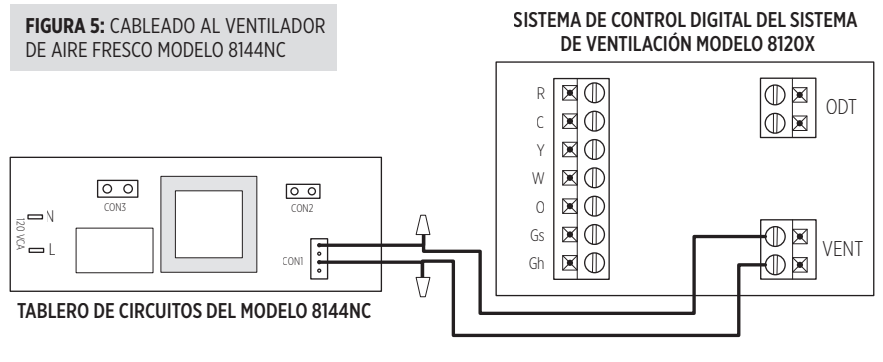 FIGURA 5: CABLEADO AL VENTILADOR
DE AIRE FRESCO MODELO 8144NC
SISTEMA DE CONTROL DIGITAL DEL SISTEMA
DE VENTILACIÓN MODELO 8120X
R
C
Y
W
O
Gs
Gh
ODT
VENT
CON3
CON2
CON1
120 VCA
N
L
TABLERO DE CIRCUITOS DEL MODELO 8144NC